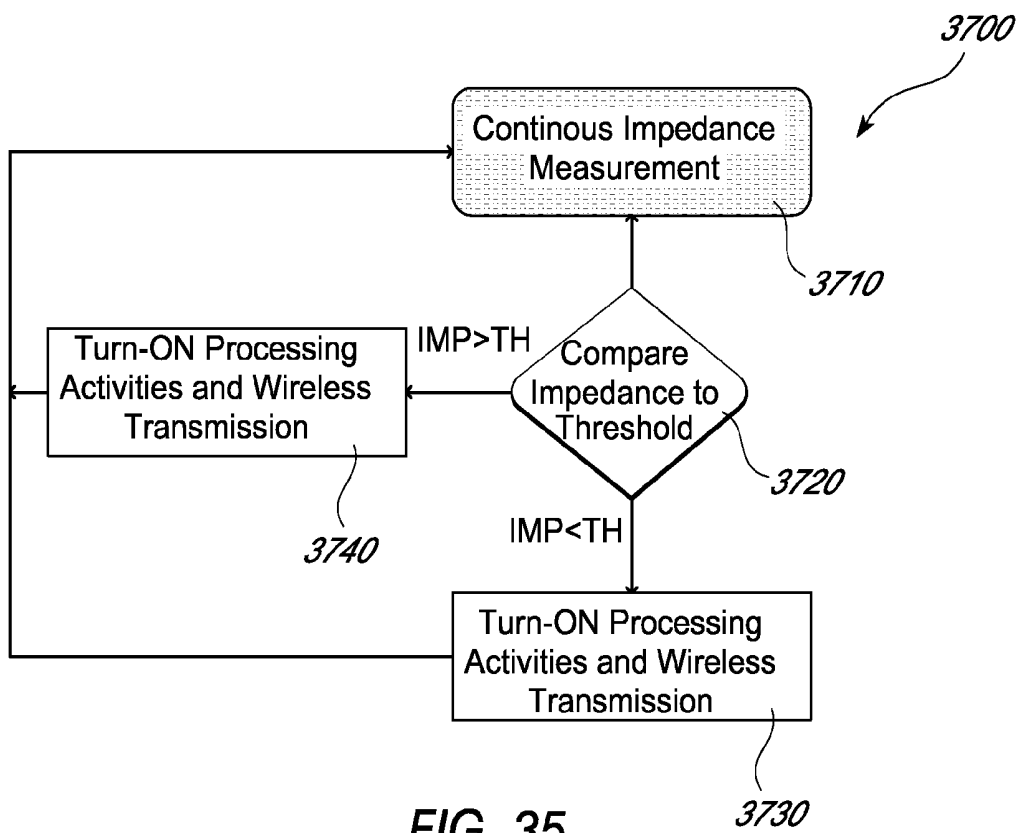 3700
Continous Impedance
Measurement
3710
IMP>TH
Turn-ON Processing
Activities and Wireless
Transmission
3740
Compare
Impedance to
Threshold
3720
IMP<TH
Turn-ON Processing
Activities and Wireless
Transmission
3730
FIG. 35